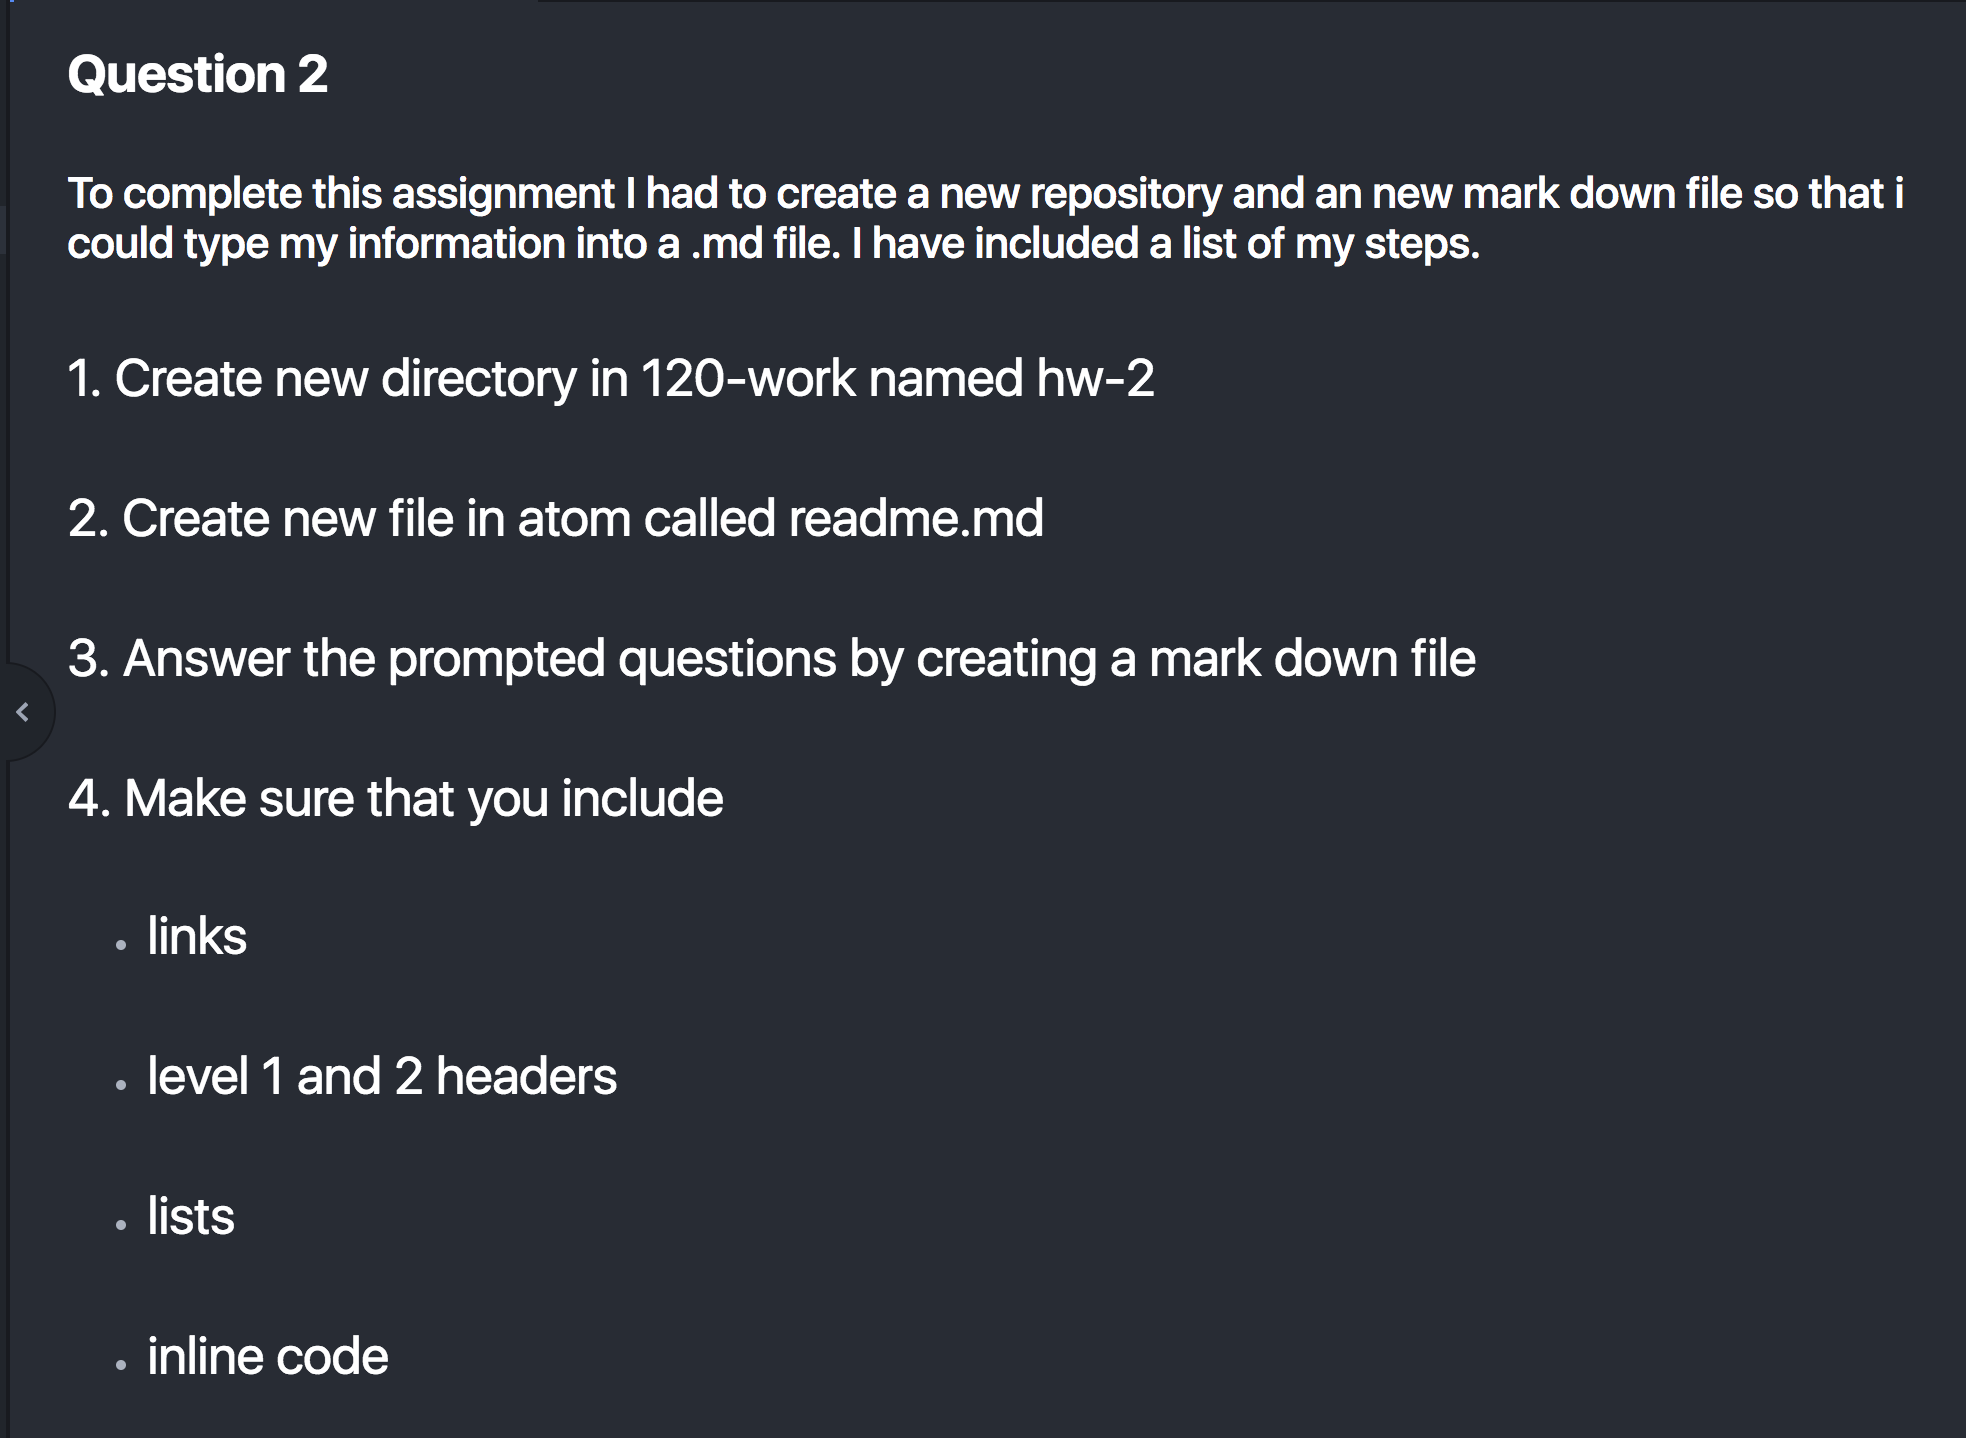 Question 2
To complete this assignment I had to create a new repository and an new mark down file so that i
could type my information into a .md file. I have included a list of my steps.
1. Create new directory in 120-work named hw-2
2. Create new file in atom called readme.md
3. Answer the prompted questions by creating a mark down file
4. Make sure that you include
• links
• level 1 and 2 headers
• lists
• inline code